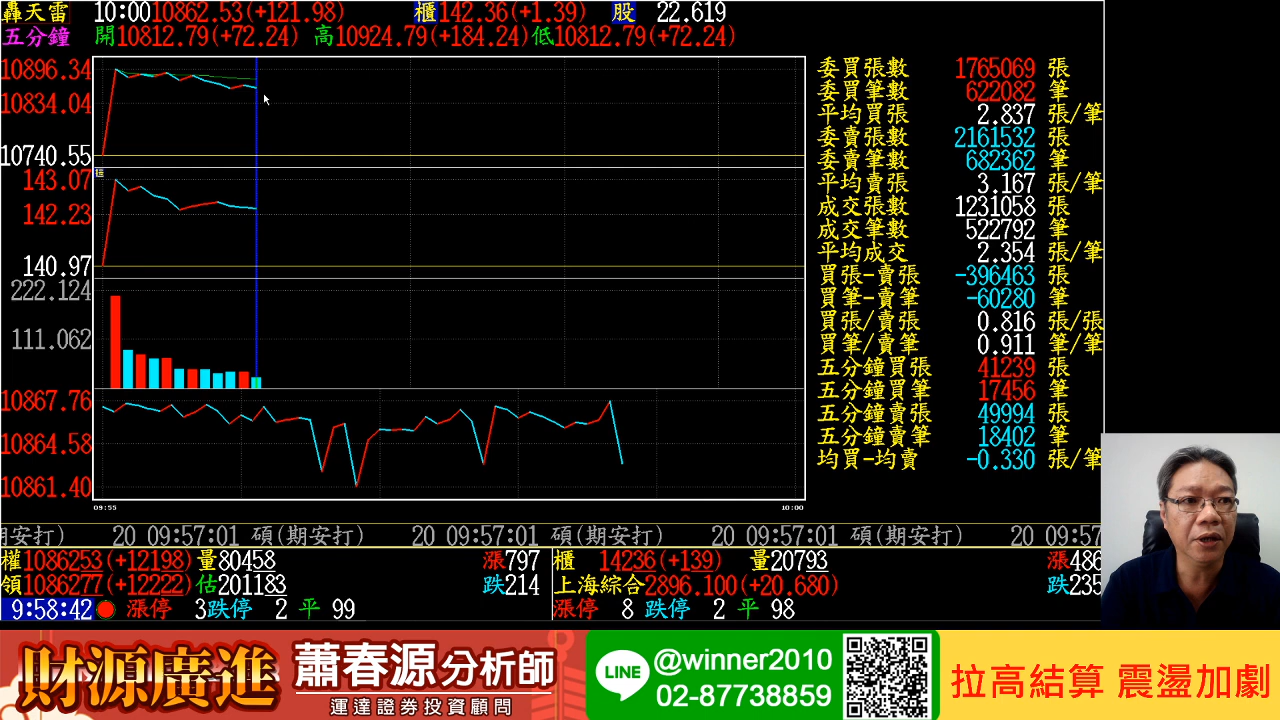 轟天雷 10:00 10862.53(+121.98) 櫃142.36(+1.39) 股 22.619
五分鐘 開10812.79(+72.24) 高10924.79(+184.24)低10812.79(+72.24)
10896.34
10834.04
10740.55
143.07
142.23
140.97
222.124
111.062
10867.76
10864.58
10861.40
09:55 10:00
櫃
委買張數 1765069 張
委買筆數 622082 筆
平均買張 2.837 張/筆
委賣張數 2161532 張
委賣筆數 682362 筆
平均賣張 3.167 張/筆
成交張數 1231058 張
成交筆數 522792 筆
平均成交 2.354 張/筆
買張-賣張 -396463 張
買筆-賣筆 -60280 筆
買張/賣張 0.816 張/張
買筆/賣筆 0.911 筆/筆
五分鐘買張 41239 張
五分鐘買筆 17456 筆
五分鐘賣張 49994 張
五分鐘賣筆 18402 筆
均買-均賣 -0.330 張/筆
期安打) 20 09:57:01 碩(期安打) 20 09:57:01 碩(期安打) 20 09:57:01 碩(期安打) 20 09:57
權1086253(+12198) 量80458 漲797 櫃 14236(+139) 量20793 漲486
領1086277(+12222) 估201183 跌214 上海綜合2896.100(+20.680) 跌235
9:58:42 漲停 3跌停 2 平 99 漲停 8 跌停 2 平 98
財源廣進
蕭春源分析師
運達證券投資顧問
LINE
@winner2010
02-87738859
拉高結算 震盪加劇